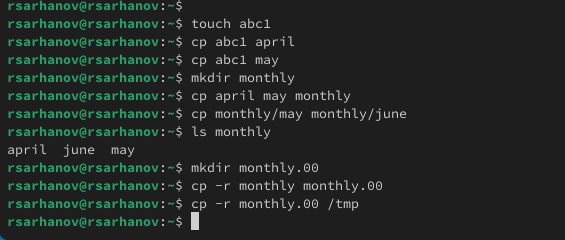 rsarhanov@rsarhanov:~$
rsarhanov@rsarhanov:~$ touch abc1
rsarhanov@rsarhanov:~$ cp abc1 april
rsarhanov@rsarhanov:~$ cp abc1 may
rsarhanov@rsarhanov:~$ mkdir monthly
rsarhanov@rsarhanov:~$ cp april may monthly
rsarhanov@rsarhanov:~$ cp monthly/may monthly/june
rsarhanov@rsarhanov:~$ ls monthly
april  june  may
rsarhanov@rsarhanov:~$ mkdir monthly.00
rsarhanov@rsarhanov:~$ cp -r monthly monthly.00
rsarhanov@rsarhanov:~$ cp -r monthly.00 /tmp
rsarhanov@rsarhanov:~$